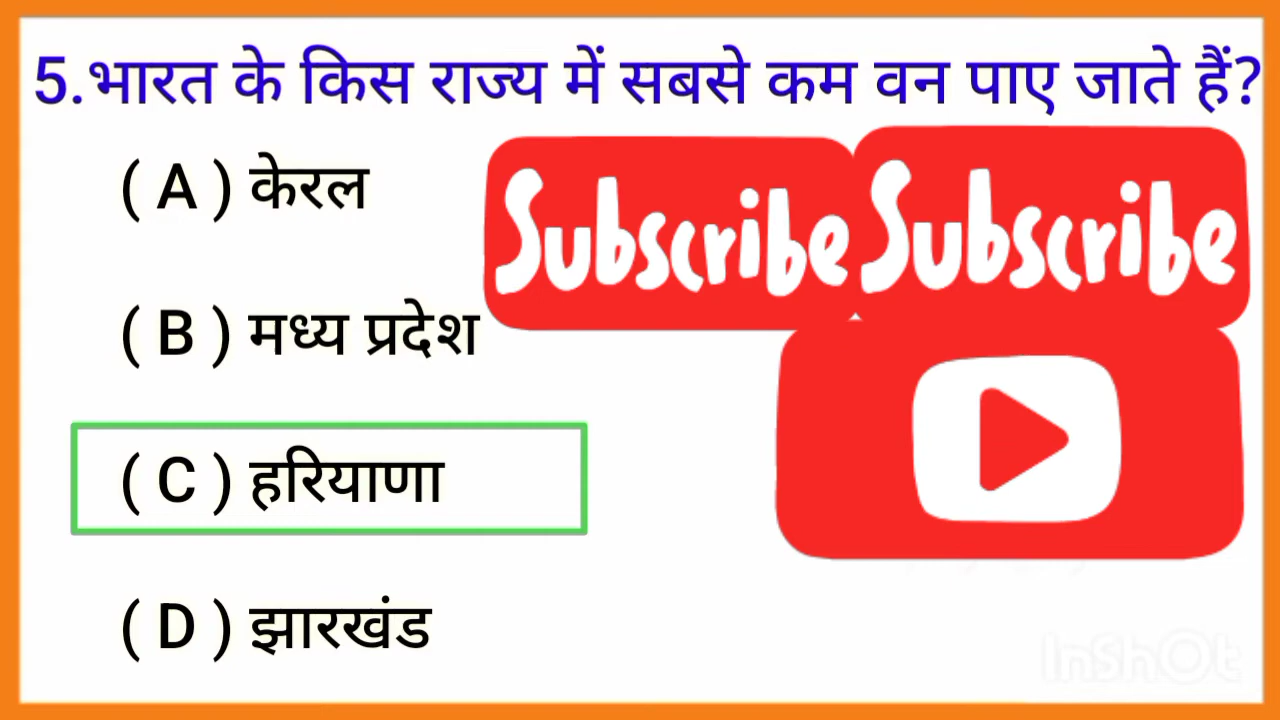 5.भारत के किस राज्य में सबसे कम वन पाए जाते हैं?
( A ) केरल
Subscribe Subscribe
( B ) मध्य प्रदेश
( C ) हरियाणा
( D ) झारखंड
InShOt